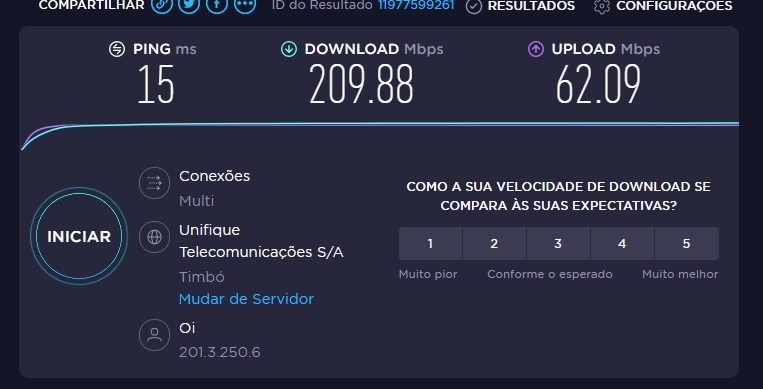 COMPARTILHAR
ID do Resultado 11977599261
RESULTADOS
CONFIGURAÇÕES
PING ms
15
DOWNLOAD Mbps
209.88
UPLOAD Mbps
62.09
INICIAR
Conexões
Multi
Unifique
Telecomunicações S/A
Timbó
Mudar de Servidor
Oi
201.3.250.6
COMO A SUA VELOCIDADE DE DOWNLOAD SE
COMPARA ÀS SUAS EXPECTATIVAS?
1 2 3 4 5
Muito pior Conforme o esperado Muito melhor